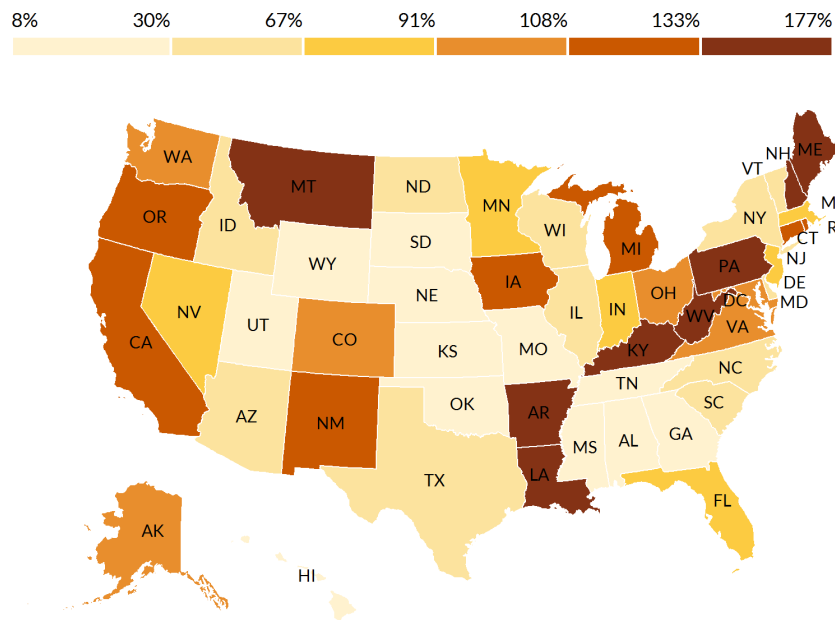 8% 30% 67% 91% 108% 133% 177%
WA
MT
ND
MN
VT
NH
ME
OR
ID
SD
WI
NY
M
WY
MI
CT
R
NE
IA
PA
NJ
NV
UT
CO
IL
IN
OH
DE
DC
MD
CA
KS
MO
KY
WV
VA
AZ
NM
OK
AR
TN
NC
SC
TX
LA
MS
AL
GA
FL
AK
HI